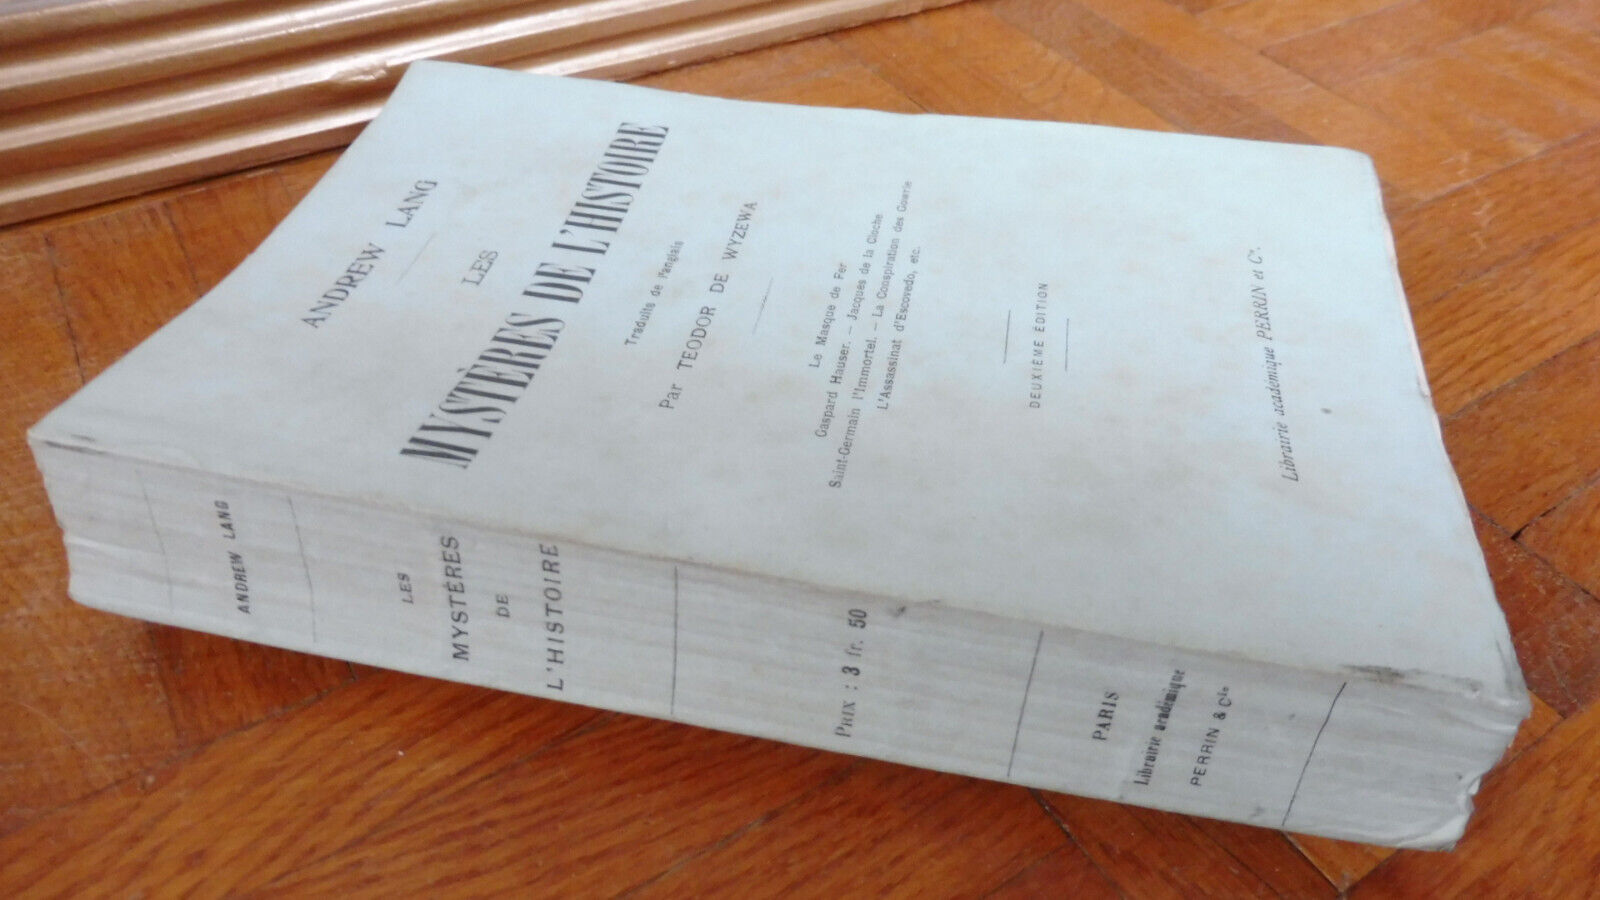 ANDREW LANG
LES
MYSTÈRES DE L'HISTOIRE
Traduits de l'anglais
Par TEODOR DE WYZEWA
Le Masque de Fer
Gaspard Hauser. — Jacques de la Cloche
Saint-Germain l'Immortel. — La Conspiration des Gowrie
L'Assassinat d'Escovedo, etc.
DEUXIÈME ÉDITION
Librairie académique PERRIN et Cie.
ANDREW LANG
LES
MYSTÈRES
DE
L'HISTOIRE
PRIX : 3 fr. 50
PARIS
Librairie académique
PERRIN & Cie